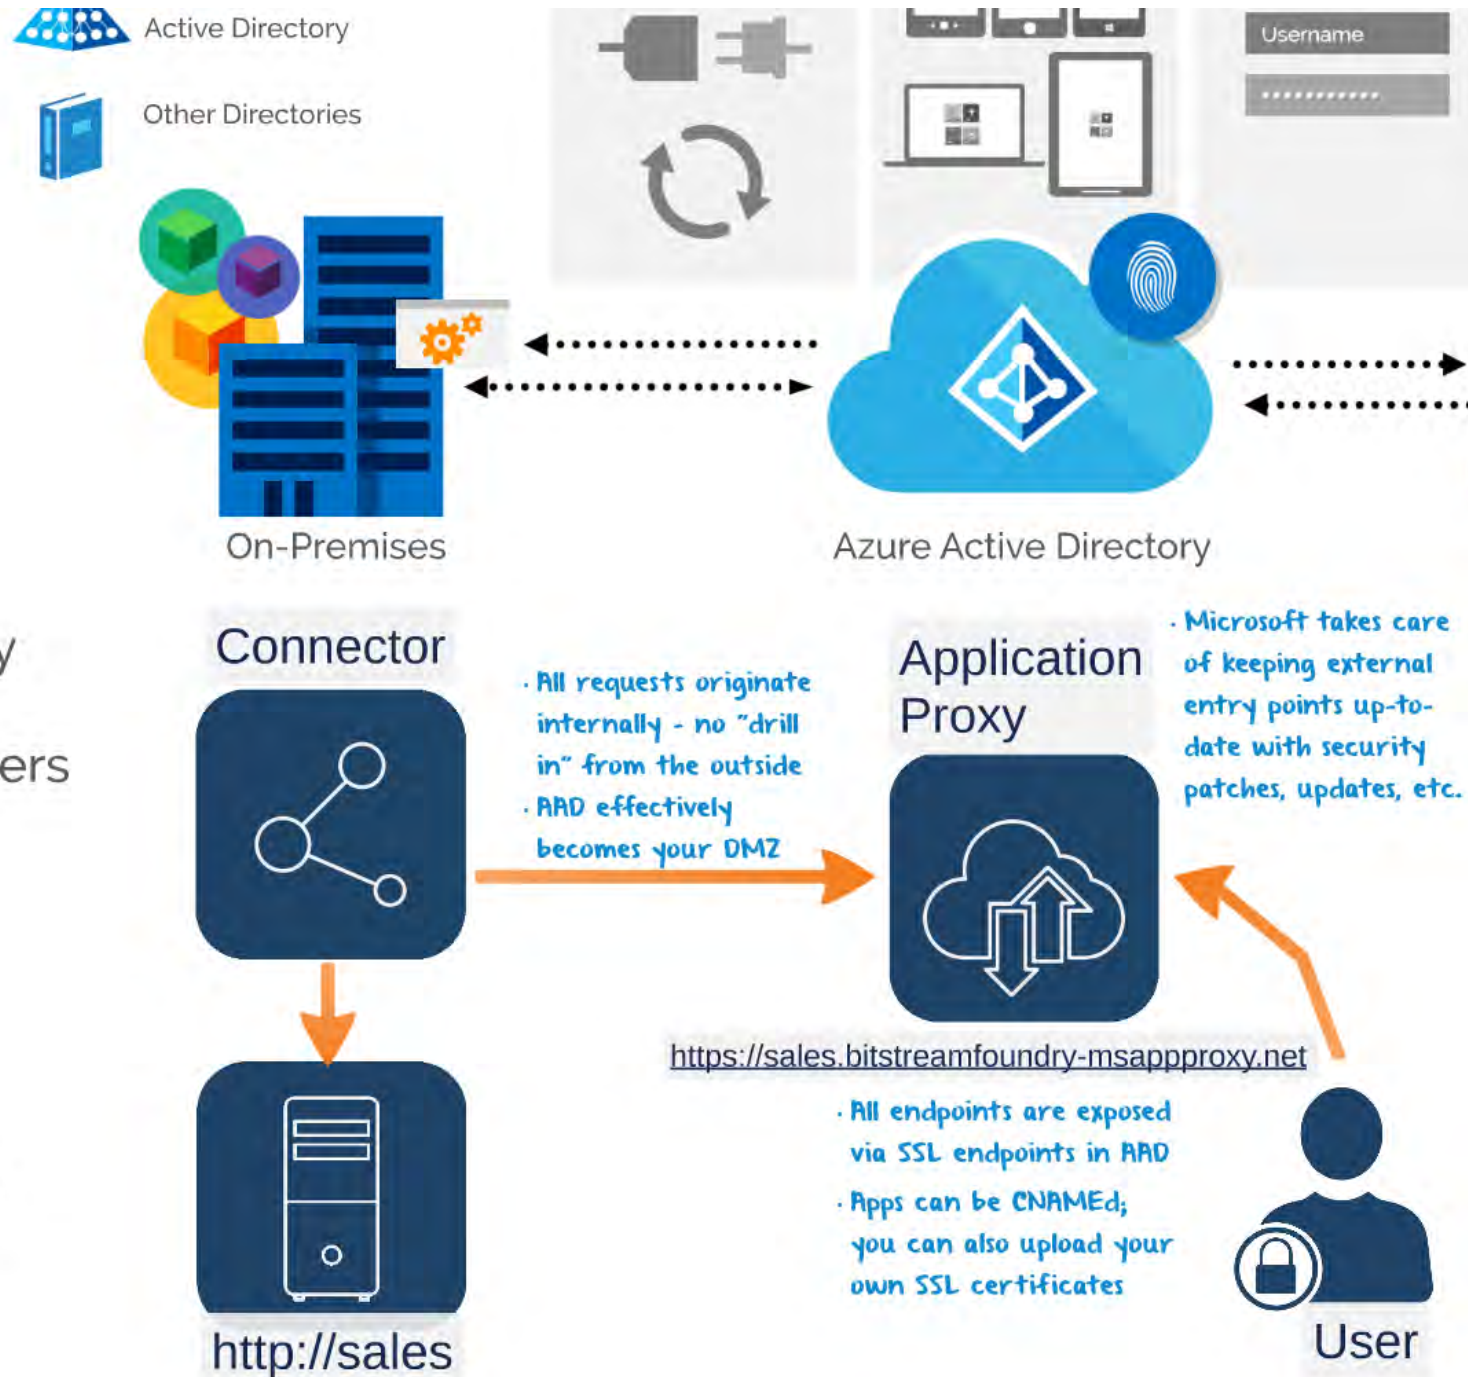 Active Directory
Username
Other Directories
On-Premises
Azure Active Directory
y
ers
Connector
· All requests originate
internally - no "drill
in" from the outside
· AAD effectively
becomes your DMZ
Application
Proxy
· Microsoft takes care
of keeping external
entry points up-to-
date with security
patches, updates, etc.
https://sales.bitstreamfoundry-msappproxy.net
· All endpoints are exposed
via SSL endpoints in AAD
· Apps can be CNAMEd;
you can also upload your
own SSL certificates
http://sales
User